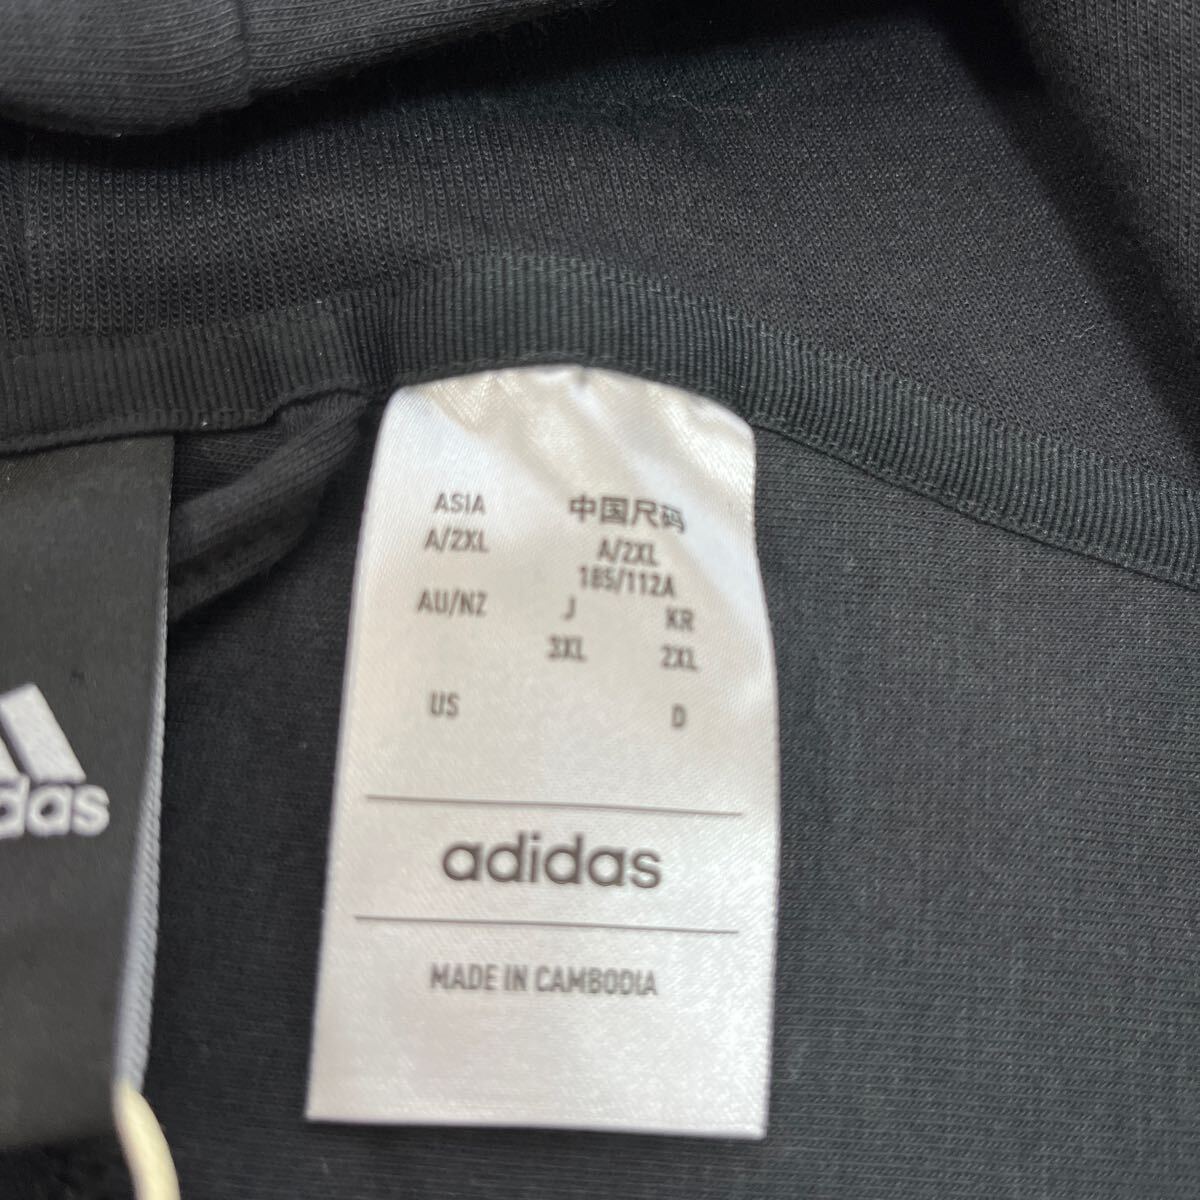 ASIA 中国尺码
A/2XL A/2XL
185/112A
AU/NZ J KR
3XL 2XL
US D
adidas
MADE IN CAMBODIA
das